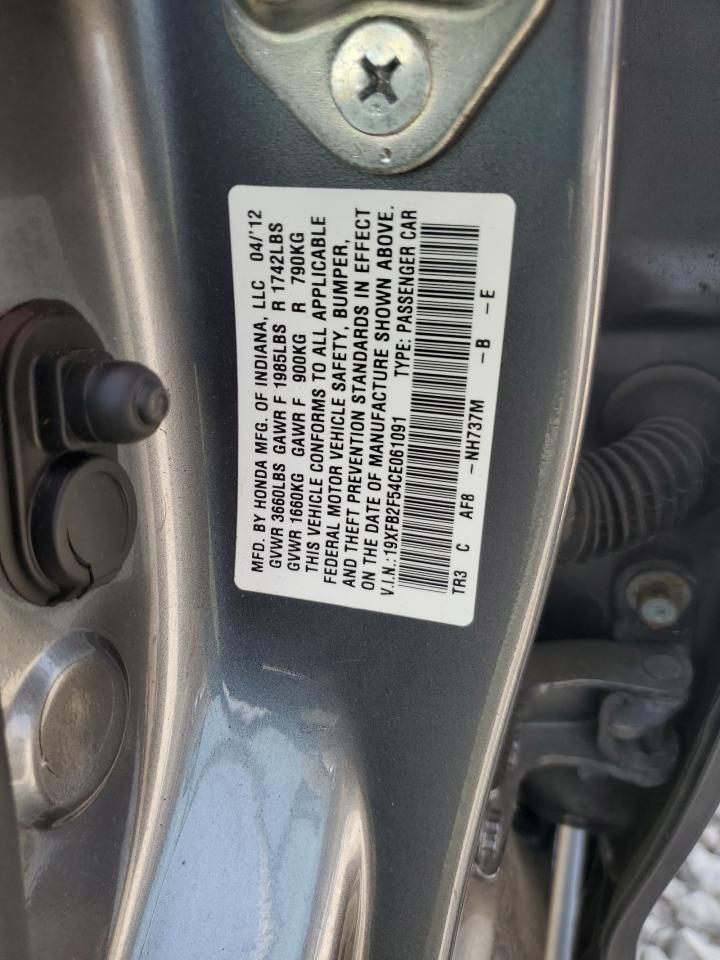 MFD. BY HONDA MFG. OF INDIANA, LLC 04/'12
GVWR 3660LBS GAWR F 1985LBS R 1742LBS
GVWR 1660KG GAWR F 900KG R 790KG
THIS VEHICLE CONFORMS TO ALL APPLICABLE
FEDERAL MOTOR VEHICLE SAFETY, BUMPER,
AND THEFT PREVENTION STANDARDS IN EFFECT
ON THE DATE OF MANUFACTURE SHOWN ABOVE.
V.I.N.:19XFB2F54CE061091 TYPE: PASSENGER CAR
TR3 C AF8 -NH737M -B -E